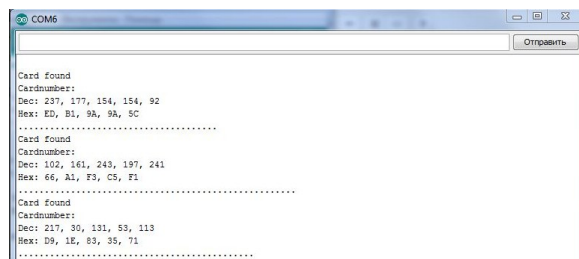 COM6
Отправить
Card found
Cardnumber:
Dec: 237, 177, 154, 154, 92
Hex: ED, B1, 9A, 9A, 5C
......................................
Card found
Cardnumber:
Dec: 102, 161, 243, 197, 241
Hex: 66, A1, F3, C5, F1
.....................................................
Card found
Cardnumber:
Dec: 217, 30, 131, 53, 113
Hex: D9, 1E, 83, 35, 71
.............................................